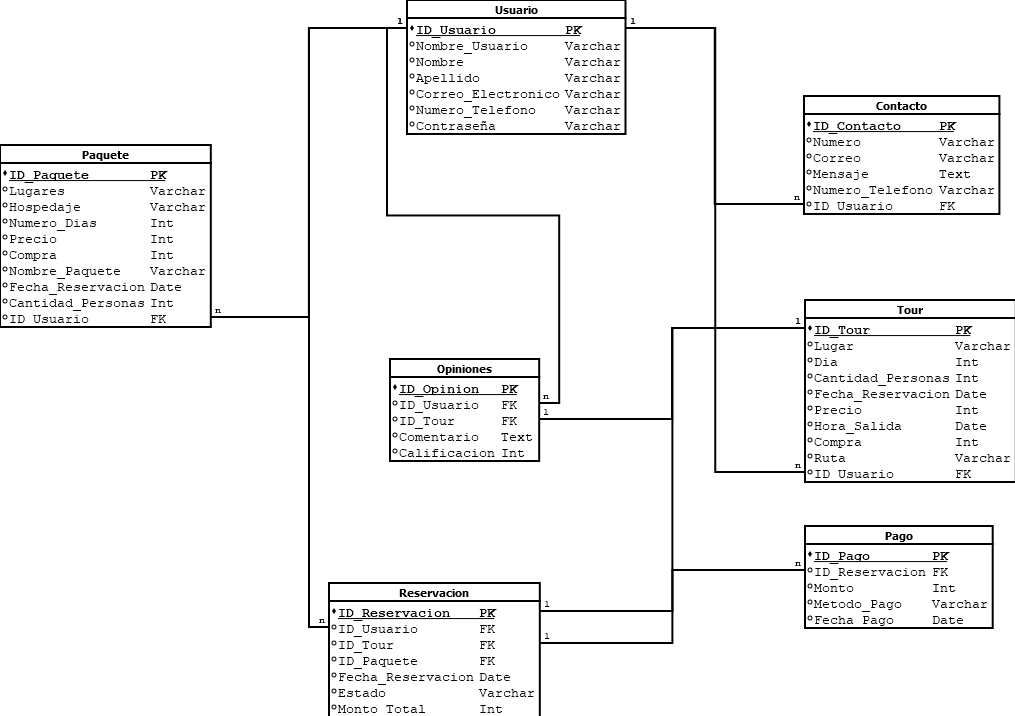 Usuario
ID_Usuario PK
Nombre_Usuario Varchar
Nombre Varchar
Apellido Varchar
Correo_Electronico Varchar
Numero_Telefono Varchar
Contraseña Varchar
1
1
Contacto
ID_Contacto PK
Numero Varchar
Correo Varchar
Mensaje Text
Numero_Telefono Varchar
ID_Usuario FK
n
Paquete
ID_Paquete PK
Lugares Varchar
Hospedaje Varchar
Numero_Dias Int
Precio Int
Compra Int
Nombre_Paquete Varchar
Fecha_Reservacion Date
Cantidad_Personas Int
ID_Usuario FK
n
Tour
ID_Tour PK
Lugar Varchar
Dia Int
Cantidad_Personas Int
Fecha_Reservacion Date
Precio Int
Hora_Salida Date
Compra Int
Ruta Varchar
ID_Usuario FK
1
n
Opiniones
ID_Opinion PK
ID_Usuario FK
ID_Tour FK
Comentario Text
Calificacion Int
n
1
Pago
ID_Pago PK
ID_Reservacion FK
Monto Int
Metodo_Pago Varchar
Fecha_Pago Date
n
Reservacion
ID_Reservacion PK
ID_Usuario FK
ID_Tour FK
ID_Paquete FK
Fecha_Reservacion Date
Estado Varchar
Monto_Total Int
n
1
1